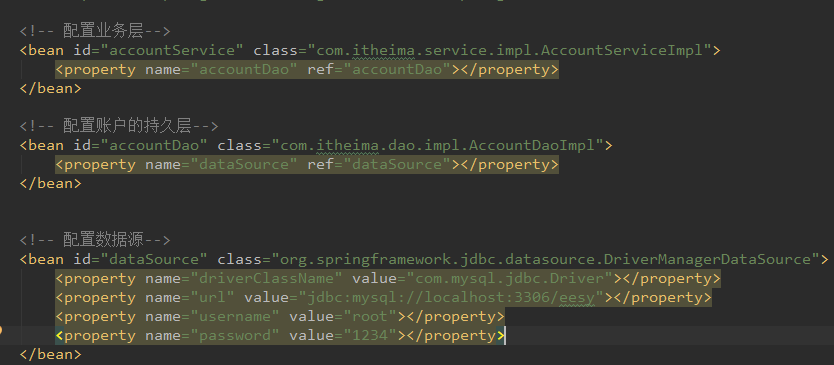 <!-- 配置业务层-->
<bean id="accountService" class="com.itheima.service.impl.AccountServiceImpl">
<property name="accountDao" ref="accountDao"></property>
</bean>
<!-- 配置账户的持久层-->
<bean id="accountDao" class="com.itheima.dao.impl.AccountDaoImpl">
<property name="dataSource" ref="dataSource"></property>
</bean>
<!-- 配置数据源-->
<bean id="dataSource" class="org.springframework.jdbc.datasource.DriverManagerDataSource">
<property name="driverClassName" value="com.mysql.jdbc.Driver"></property>
<property name="url" value="jdbc:mysql://localhost:3306/eesy"></property>
<property name="username" value="root"></property>
<property name="password" value="1234"></property>
</bean>